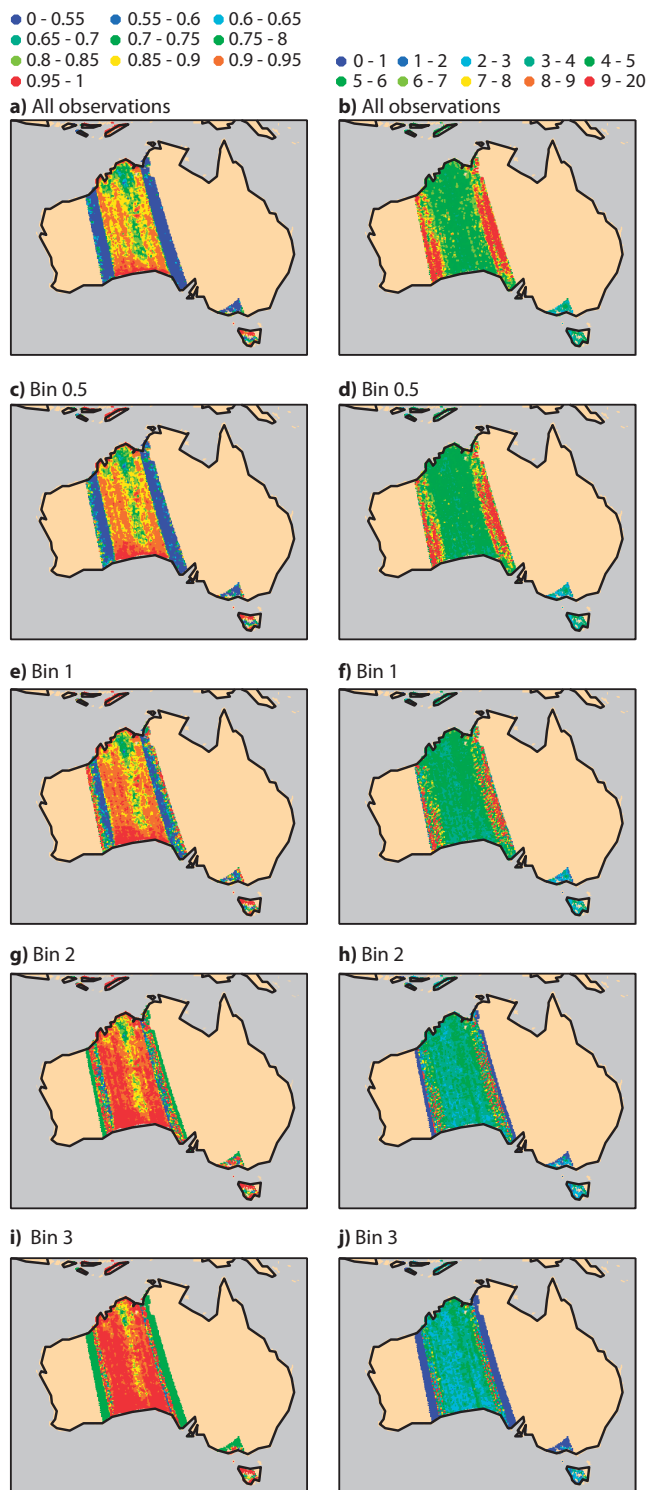 0 - 0.55 0.55 - 0.6 0.6 - 0.65
0.65 - 0.7 0.7 - 0.75 0.75 - 8
0.8 - 0.85 0.85 - 0.9 0.9 - 0.95
0.95 - 1
0 - 1 1 - 2 2 - 3 3 - 4 4 - 5
5 - 6 6 - 7 7 - 8 8 - 9 9 - 20
a) All observations
b) All observations
c) Bin 0.5
d) Bin 0.5
e) Bin 1
f) Bin 1
g) Bin 2
h) Bin 2
i) Bin 3
j) Bin 3